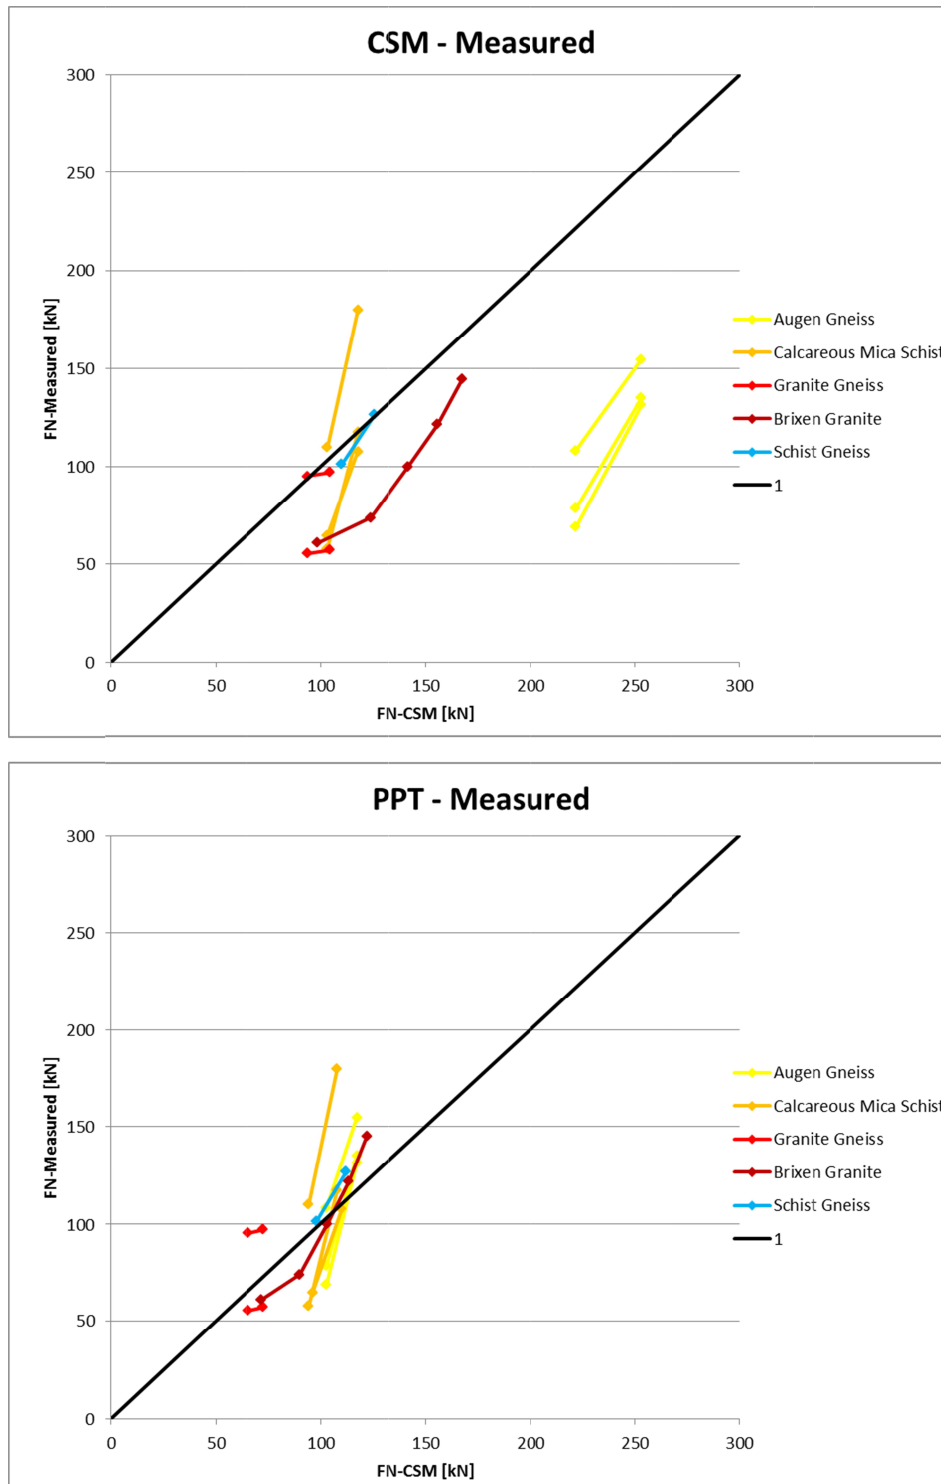 CSM - Measured
300
250
200
150
100
50
0
FN-Measured [kN]
0 50 100 150 200 250 300
FN-CSM [kN]
Augen Gneiss
Calcareous Mica Schist
Granite Gneiss
Brixen Granite
Schist Gneiss
1
PPT - Measured
300
250
200
150
100
50
0
FN-Measured [kN]
0 50 100 150 200 250 300
FN-CSM [kN]
Augen Gneiss
Calcareous Mica Schist
Granite Gneiss
Brixen Granite
Schist Gneiss
1